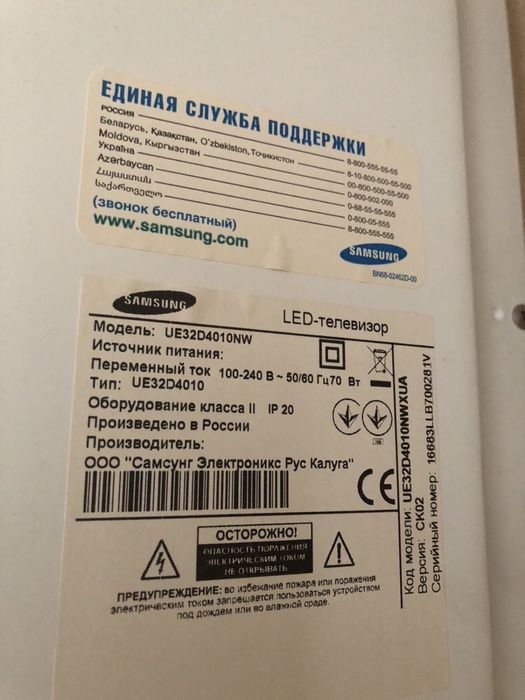 ЕДИНАЯ СЛУЖБА ПОДДЕРЖКИ
РОССИЯ 8-800-555-55-55
Беларусь, Қазақстан, O'zbekiston, Тоҷикистон 8-10-800-500-55-500
Moldova, Кыргызстан 00-800-500-55-500
Україна 0-800-502-000
Azərbaycan 0-88-55-55-555
Հայաստան 0-800-05-555
საქართველო 8-800-555-555
(звонок бесплатный)
www.samsung.com
SAMSUNG
BN68-02462D-00
SAMSUNG
LED-телевизор
Модель: UE32D4010NW
Источник питания:
Переменный ток 100-240 В ~ 50/60 Гц 70 Вт
Тип: UE32D4010
Оборудование класса II IP 20
Произведено в России
Производитель:
ООО "Самсунг Электроникс Рус Калуга"
CE
ОСТОРОЖНО!
ОПАСНОСТЬ ПОРАЖЕНИЯ
ЭЛЕКТРИЧЕСКИМ ТОКОМ
НЕ ОТКРЫВАТЬ
ПРЕДУПРЕЖДЕНИЕ: во избежание пожара или поражения
электрическим током запрещается пользоваться устройством
под дождем или во влажной среде.
Код модели: UE32D4010NWXUA
Версия: CK02
Серийный номер: 16683LLB700281V